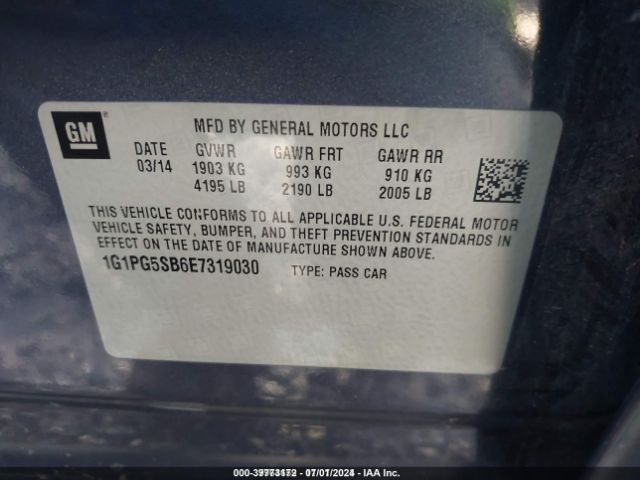 GM
MFD BY GENERAL MOTORS LLC
DATE GVWR GAWR FRT GAWR RR
03/14 1903 KG 993 KG 910 KG
4195 LB 2190 LB 2005 LB
THIS VEHICLE CONFORMS TO ALL APPLICABLE U.S. FEDERAL MOTOR
VEHICLE SAFETY, BUMPER, AND THEFT PREVENTION STANDARDS IN
EFFECT ON THE DATE OF MANUFACTURE SHOWN ABOVE.
1G1PG5SB6E7319030 TYPE: PASS CAR
07/01/2024 - IAA Inc.